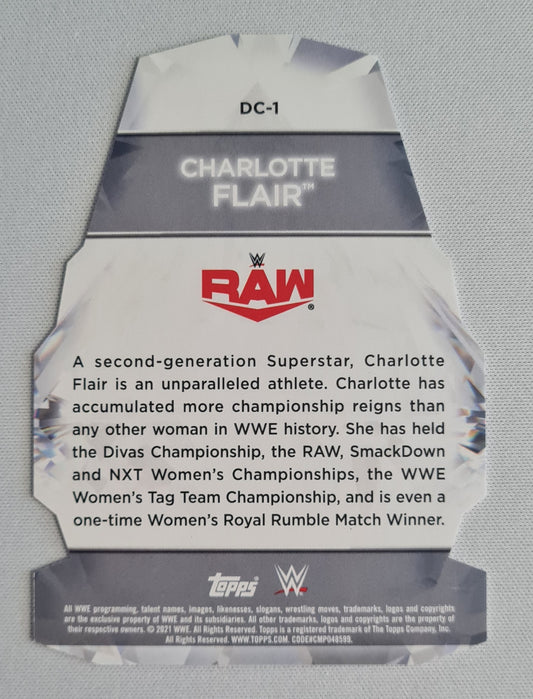 DC-1
CHARLOTTE
FLAIR™
W
RAW®
A second-generation Superstar, Charlotte
Flair is an unparalleled athlete. Charlotte has
accumulated more championship reigns than
any other woman in WWE history. She has held
the Divas Championship, the RAW, SmackDown
and NXT Women's Championships, the WWE
Women's Tag Team Championship, and is even a
one-time Women's Royal Rumble Match Winner.
topps® W
All WWE programming, talent names, images, likenesses, slogans, wrestling moves, trademarks, logos and copyrights
are the exclusive property of WWE and its subsidiaries. All other trademarks, logos and copyrights are the property of
their respective owners. © 2021 WWE. All Rights Reserved. Topps is a registered trademark of The Topps Company, Inc.
All Rights Reserved. WWW.TOPPS.COM. CODE#CMP048589.